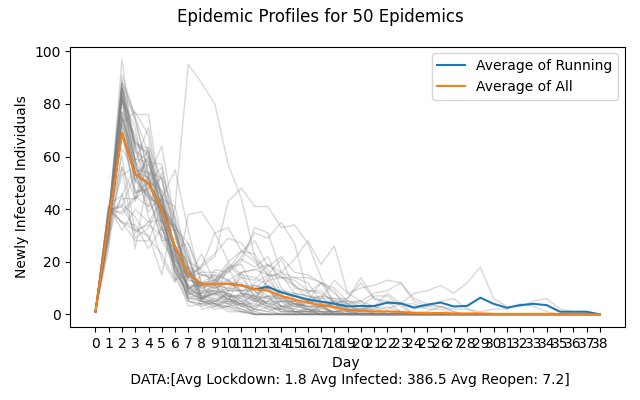 Epidemic Profiles for 50 Epidemics
100
80
60
40
20
0
Newly Infected Individuals
Average of Running
Average of All
0 1 2 3 4 5 6 7 8 9 10 11 12 13 14 15 16 17 18 19 20 21 22 23 24 25 26 27 28 29 30 31 32 33 34 35 36 37 38
Day
DATA:[Avg Lockdown: 1.8 Avg Infected: 386.5 Avg Reopen: 7.2]